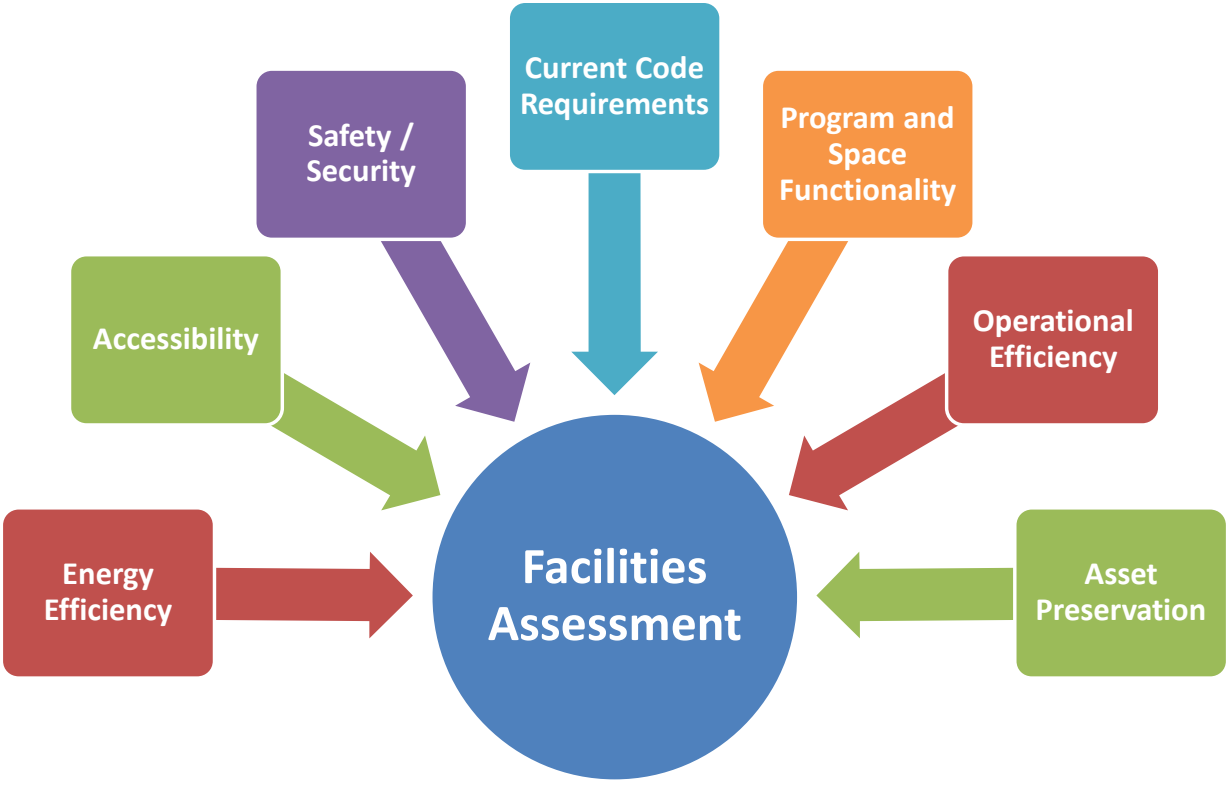 Current Code
Requirements
Safety /
Security
Program and
Space
Functionality
Accessibility
Operational
Efficiency
Energy
Efficiency
Facilities
Assessment
Asset
Preservation